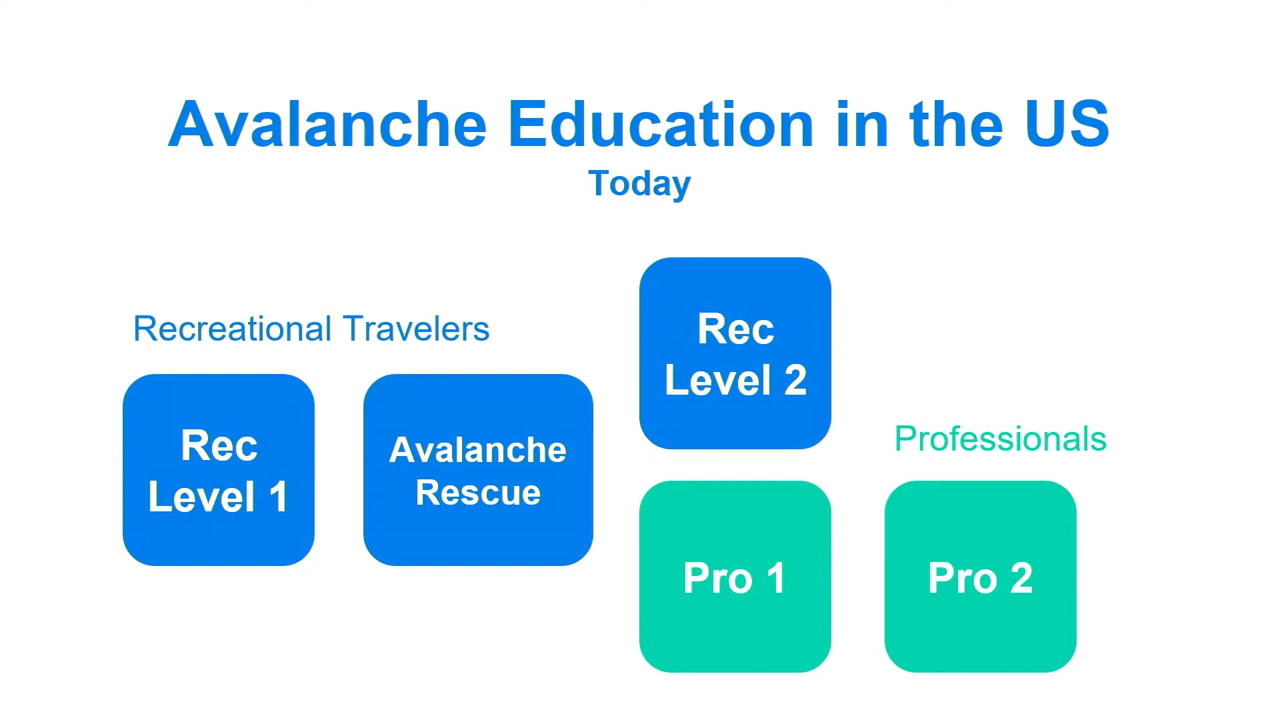 Avalanche Education in the US
Today
Recreational Travelers
Rec
Level 1
Avalanche
Rescue
Rec
Level 2
Professionals
Pro 1
Pro 2